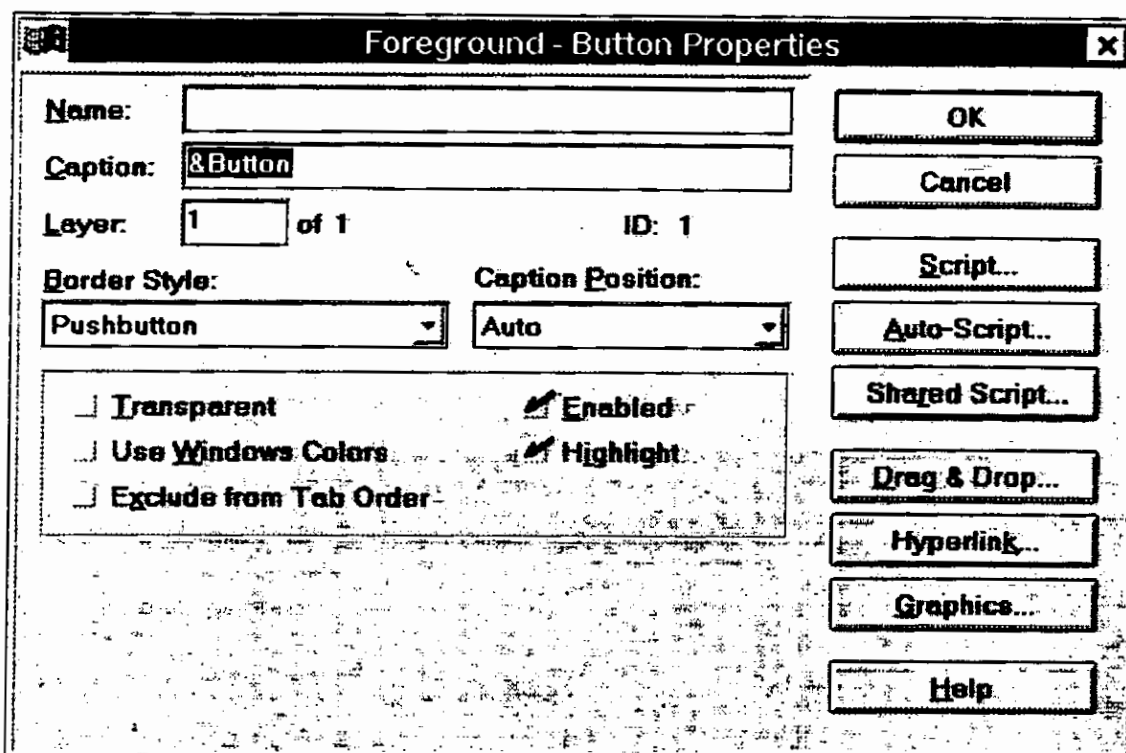 Foreground - Button Properties
Name:
Caption: &Button
Layer: 1 of 1 ID: 1
Border Style: Caption Position:
Pushbutton Auto
Transparent Enabled
Use Windows Colors Highlight
Exclude from Tab Order
OK
Cancel
Script...
Auto-Script...
Shared Script...
Drag & Drop...
Hyperlink...
Graphics...
Help